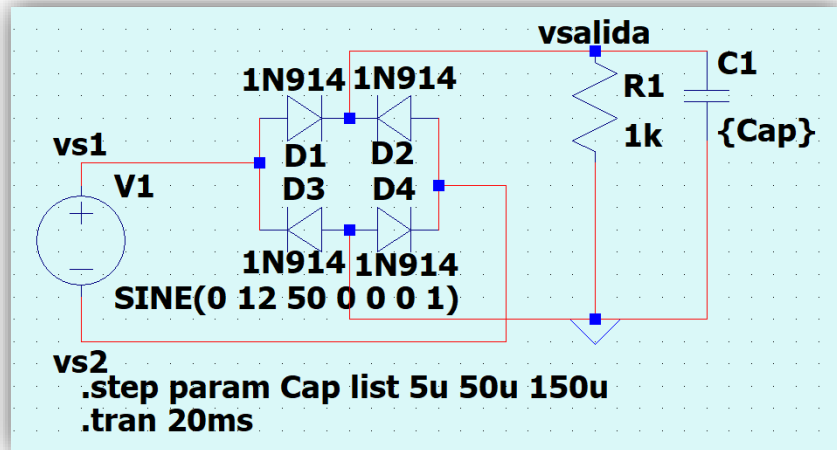 vsalida
1N914 1N914
C1
R1
1k
{Cap}
vs1
D1 D2
V1
D3 D4
1N914 1N914
SINE(0 12 50 0 0 0 1)
vs2
.step param Cap list 5u 50u 150u
.tran 20ms